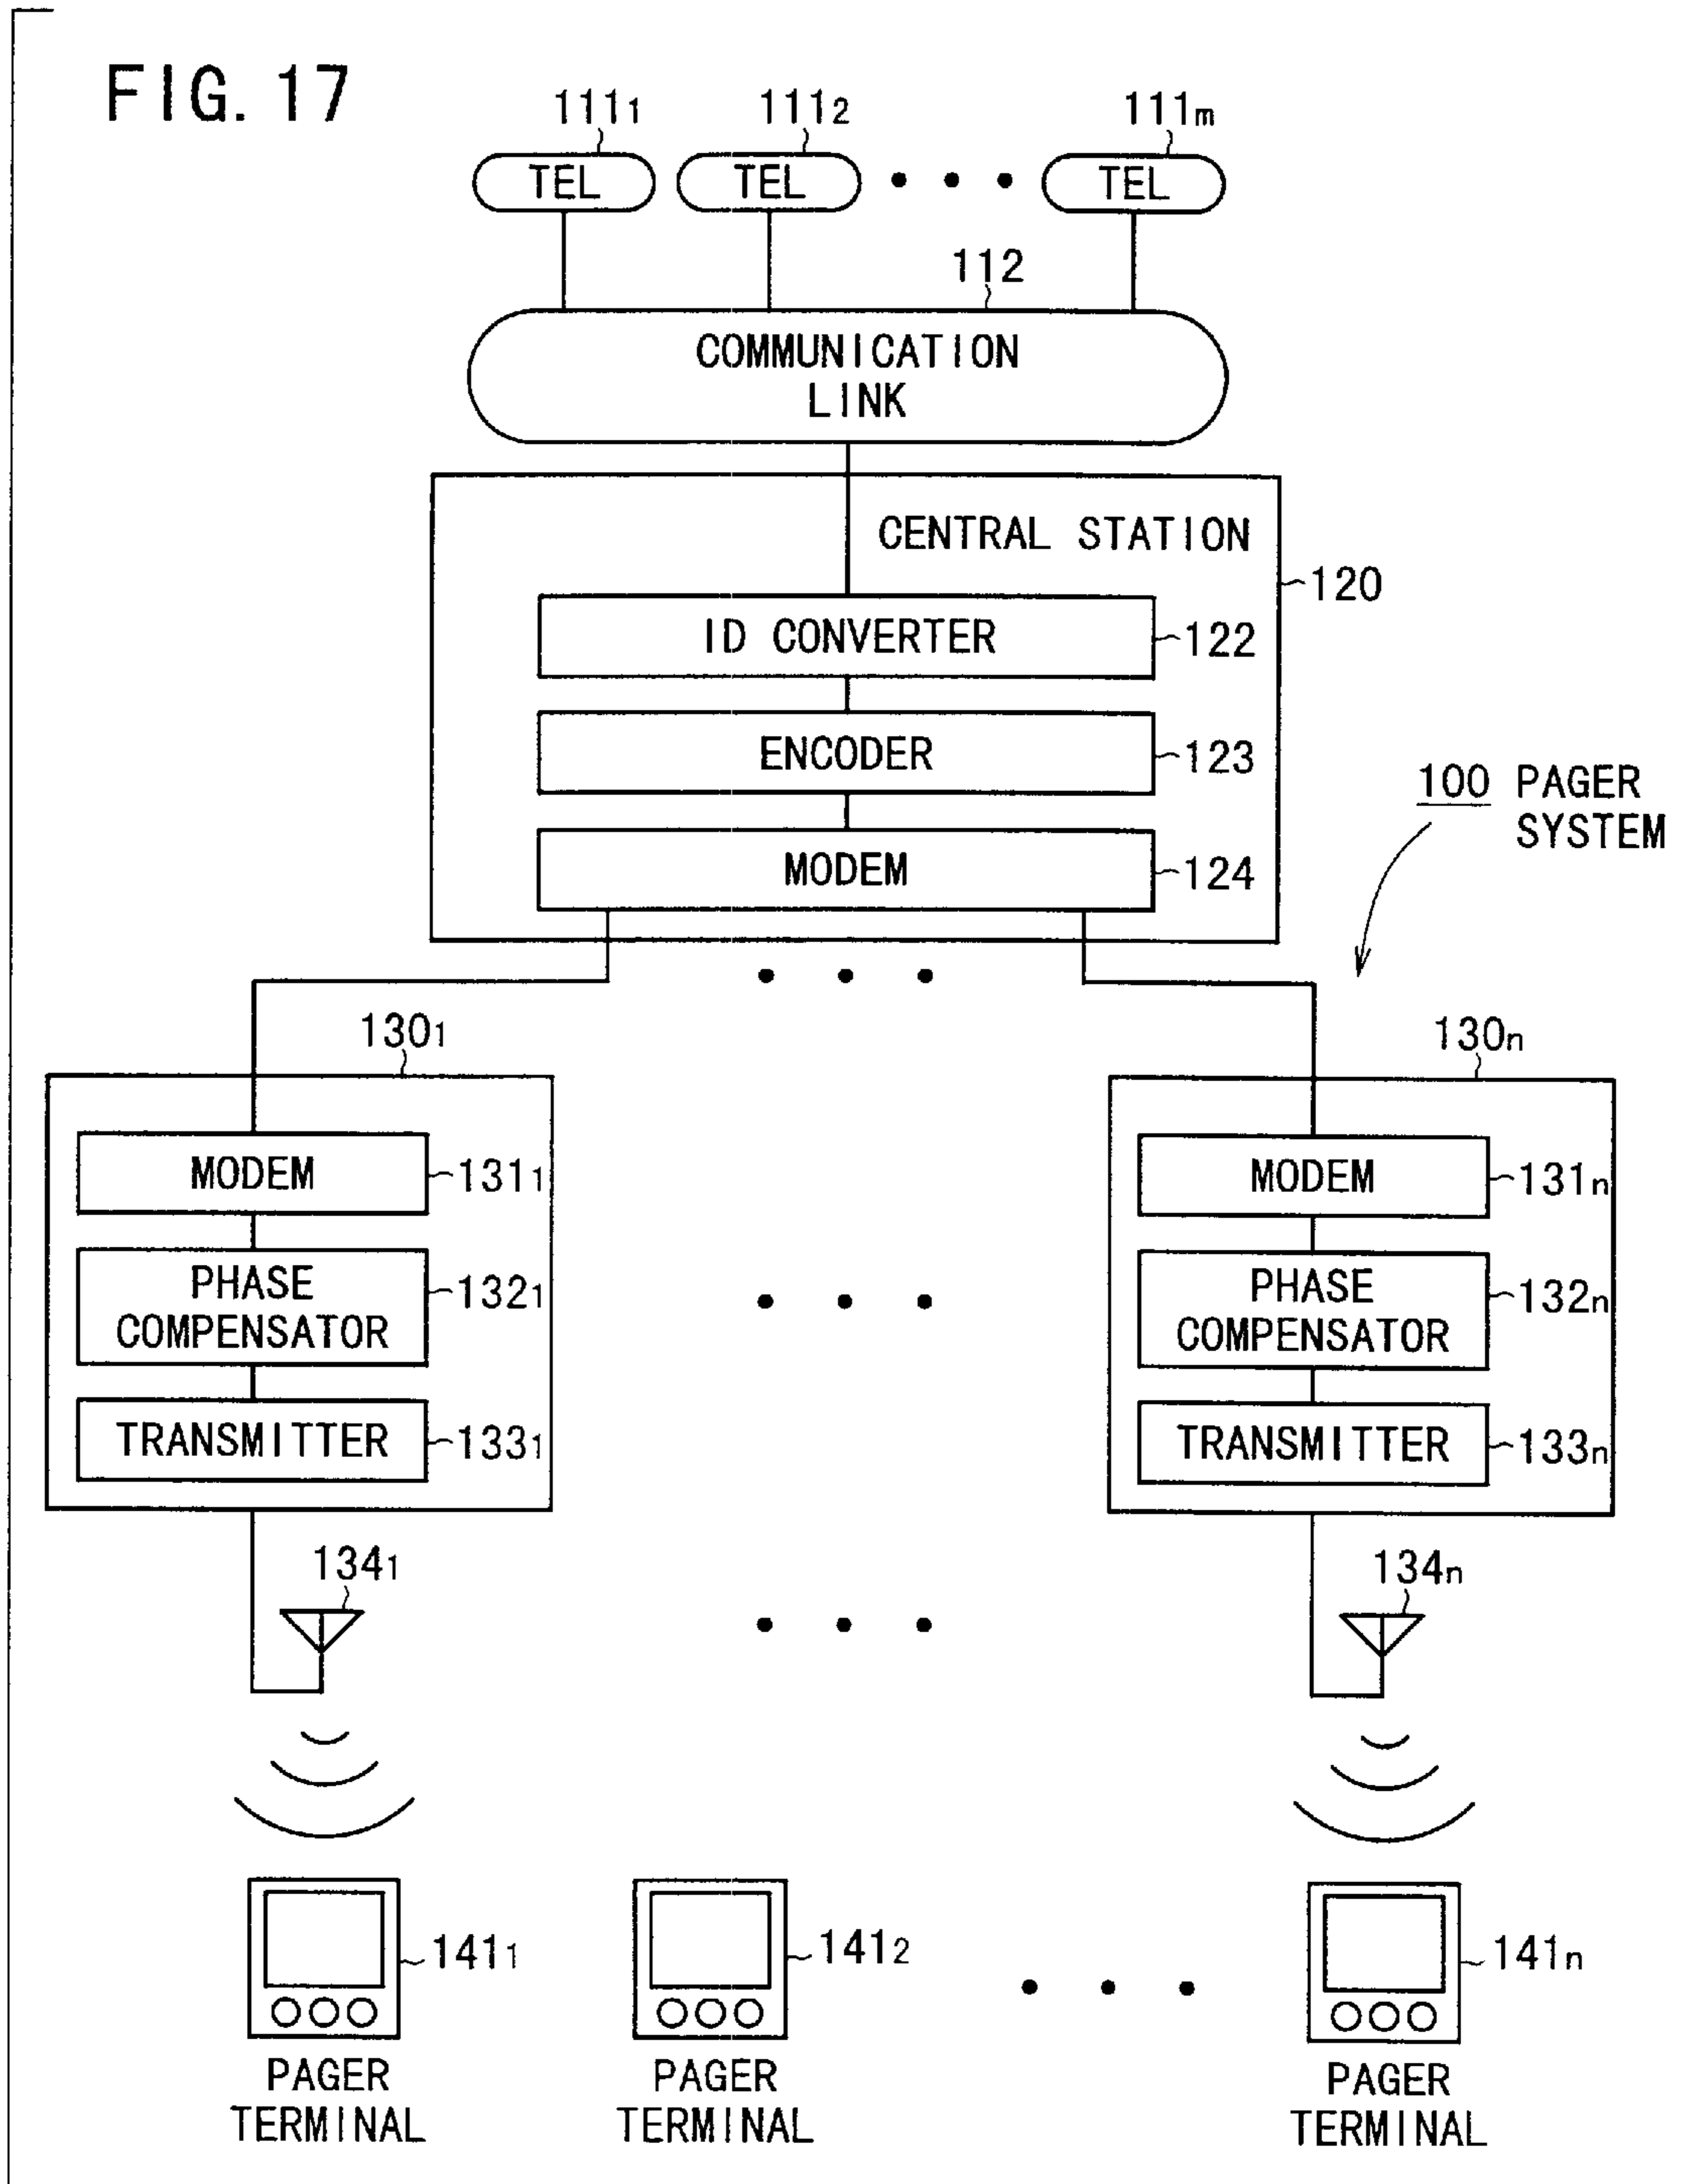 FIG. 17
111₁ 111₂ 111m
TEL TEL • • • TEL
112
COMMUNICATION
LINK
CENTRAL STATION
120
ID CONVERTER 122
ENCODER 123
100 PAGER
SYSTEM
MODEM 124
• • •
130₁ 130n
MODEM 131₁ MODEM 131n
PHASE
COMPENSATOR 132₁ • • • PHASE
COMPENSATOR 132n
TRANSMITTER 133₁ TRANSMITTER 133n
134₁ • • • 134n
141₁ 141₂ • • • 141n
PAGER
TERMINAL
PAGER
TERMINAL
PAGER
TERMINAL